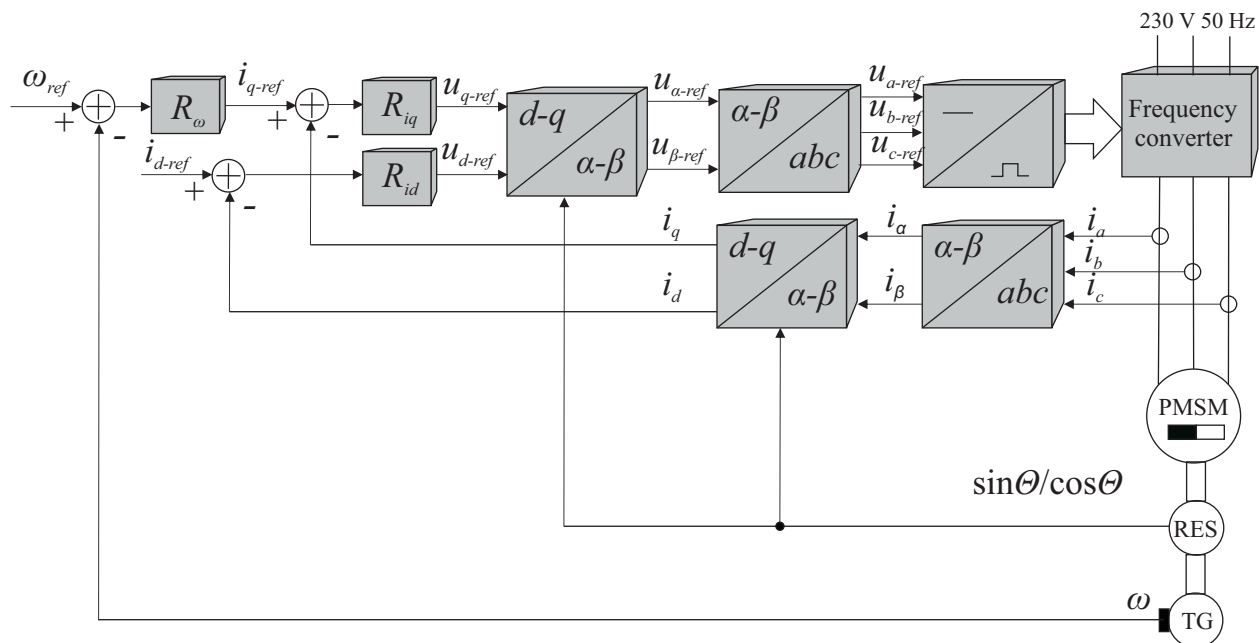 230 V 50 Hz
ω_ref
+
-
R_ω
i_q-ref
+
-
R_iq
u_q-ref
i_d-ref
+
-
R_id
u_d-ref
d-q
α-β
u_α-ref
u_β-ref
α-β
abc
u_a-ref
u_b-ref
u_c-ref
Frequency
converter
i_q
i_d
d-q
α-β
i_α
i_β
α-β
abc
i_a
i_b
i_c
PMSM
sinΘ/cosΘ
RES
ω
TG